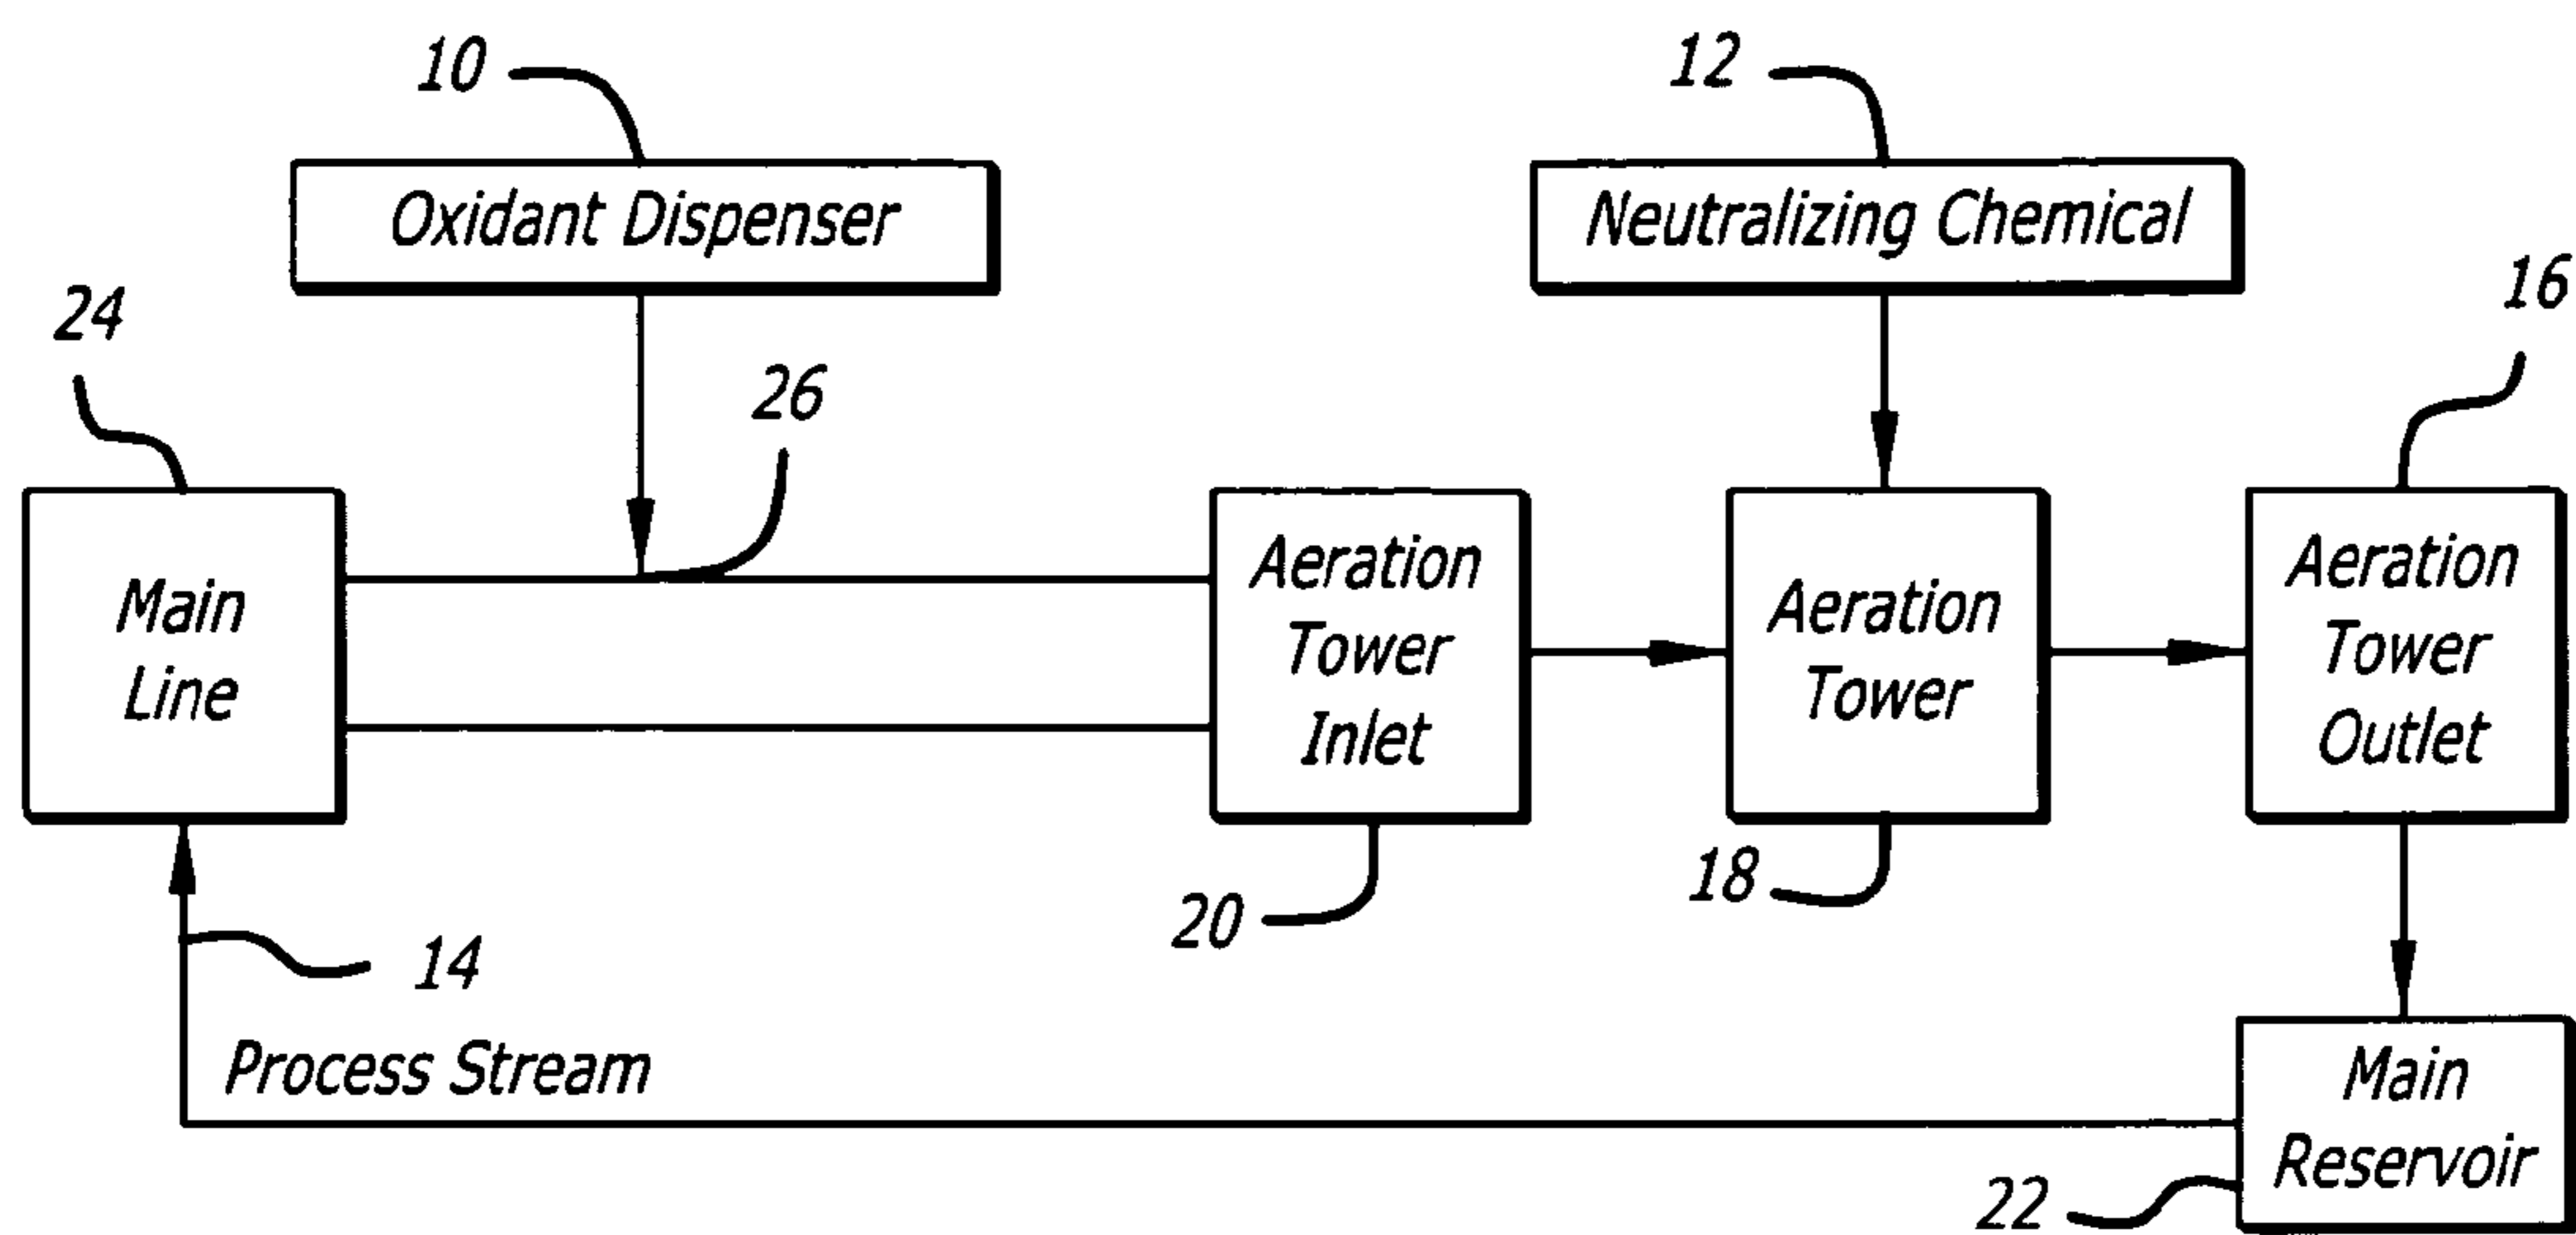 10
12
Oxidant Dispenser
Neutralizing Chemical
24
16
26
Main
Line
Aeration
Tower
Inlet
Aeration
Tower
Aeration
Tower
Outlet
20
18
14
Process Stream
Main
Reservoir
22